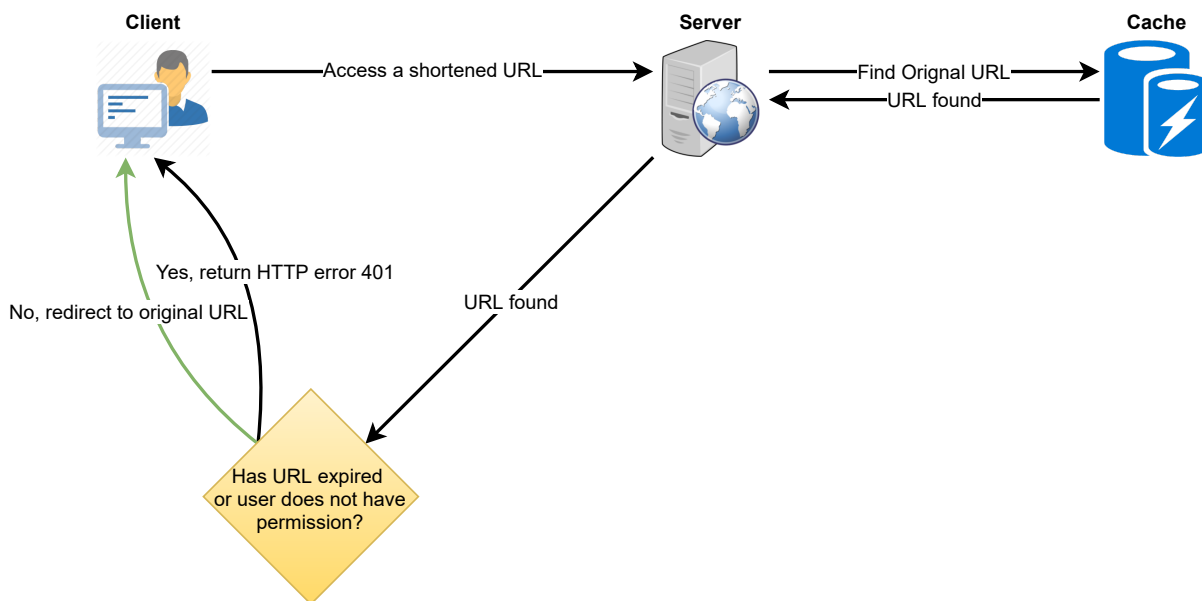 Client
Server
Cache
Access a shortened URL
Find Orignal URL
URL found
Yes, return HTTP error 401
No, redirect to original URL
URL found
Has URL expired
or user does not have
permission?